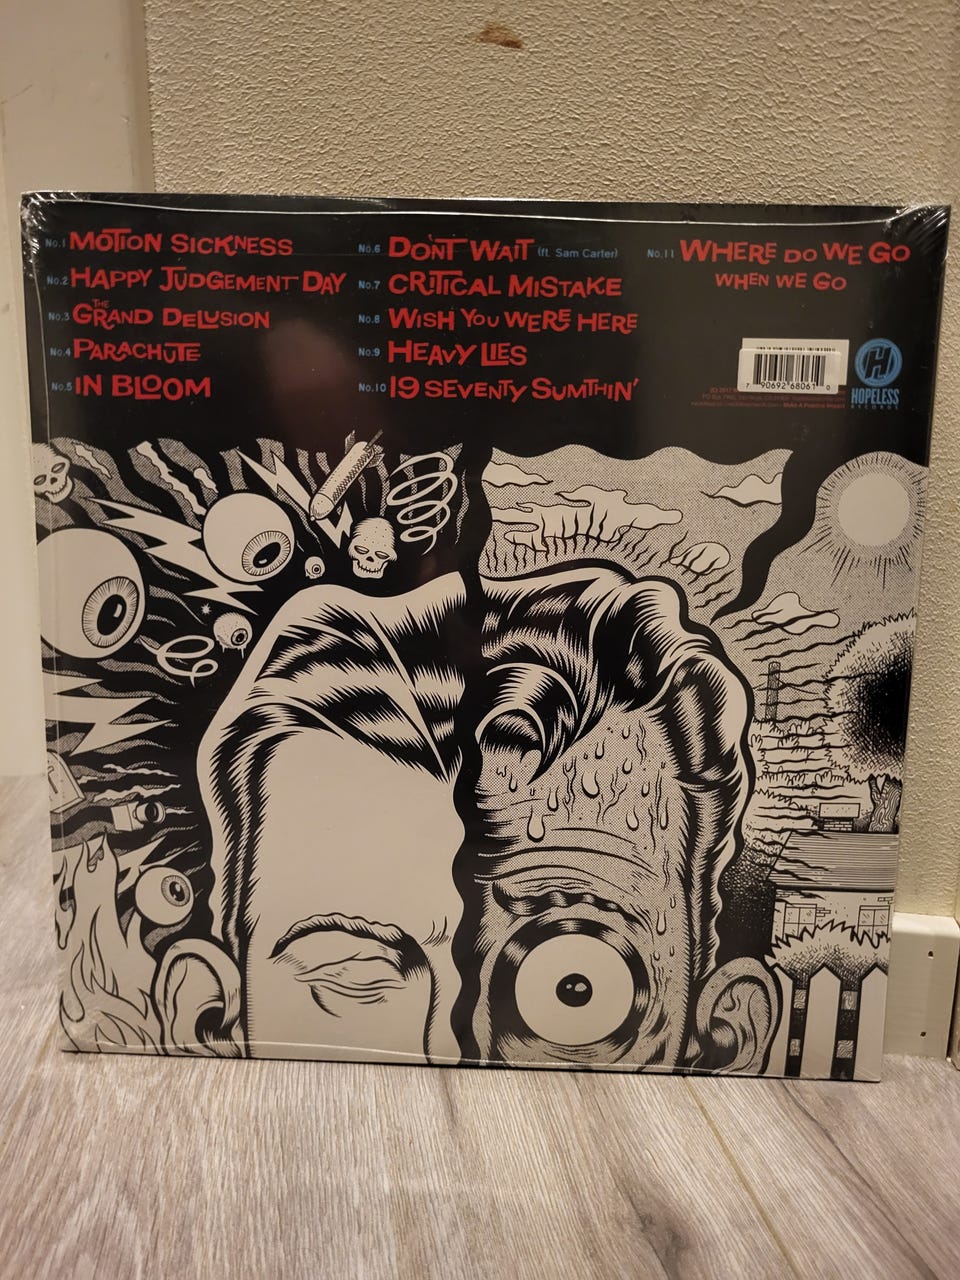 No.1 MOTION SICKNESS
No.2 HAPPY JUDGEMENT DAY
No.3 THE GRAND DELUSION
No.4 PARACHUTE
No.5 IN BLOOM
No.6 DON'T WAIT (ft. Sam Carter)
No.7 CRITICAL MISTAKE
No.8 WISH YOU WERE HERE
No.9 HEAVY LIES
No.10 19 SEVENTY SUMTHIN'
No.11 WHERE DO WE GO
WHEN WE GO
7 90692 68061 0
H
HOPELESS
RECORDS